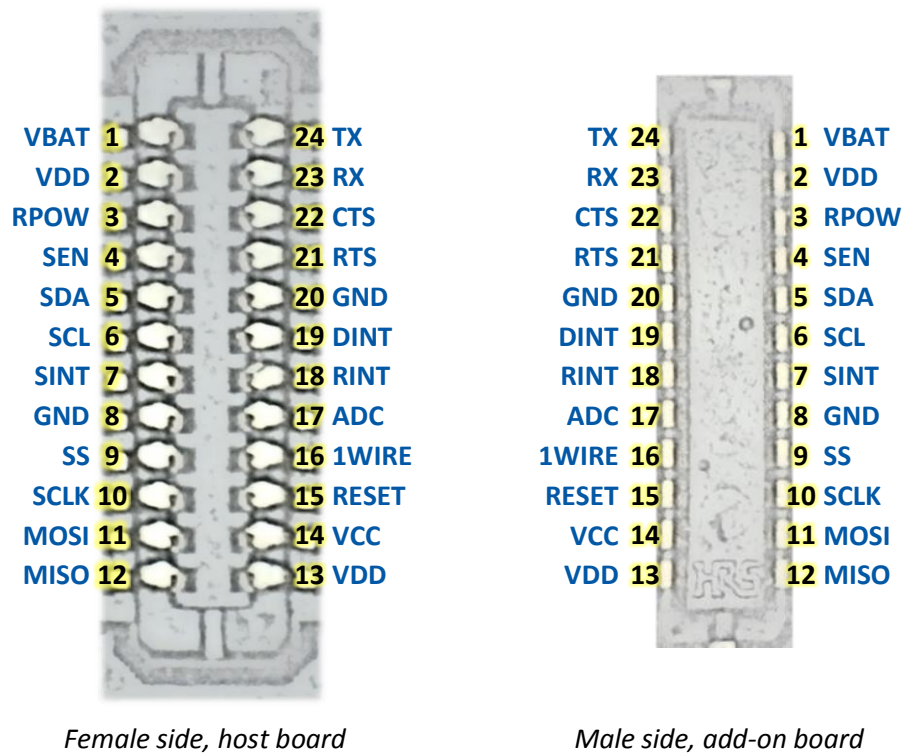 VBAT 1 24 TX
VDD 2 23 RX
RPOW 3 22 CTS
SEN 4 21 RTS
SDA 5 20 GND
SCL 6 19 DINT
SINT 7 18 RINT
GND 8 17 ADC
SS 9 16 1WIRE
SCLK 10 15 RESET
MOSI 11 14 VCC
MISO 12 13 VDD
Female side, host board
TX 24 1 VBAT
RX 23 2 VDD
CTS 22 3 RPOW
RTS 21 4 SEN
GND 20 5 SDA
DINT 19 6 SCL
RINT 18 7 SINT
ADC 17 8 GND
1WIRE 16 9 SS
RESET 15 10 SCLK
VCC 14 11 MOSI
VDD 13 12 MISO
HRS
Male side, add-on board